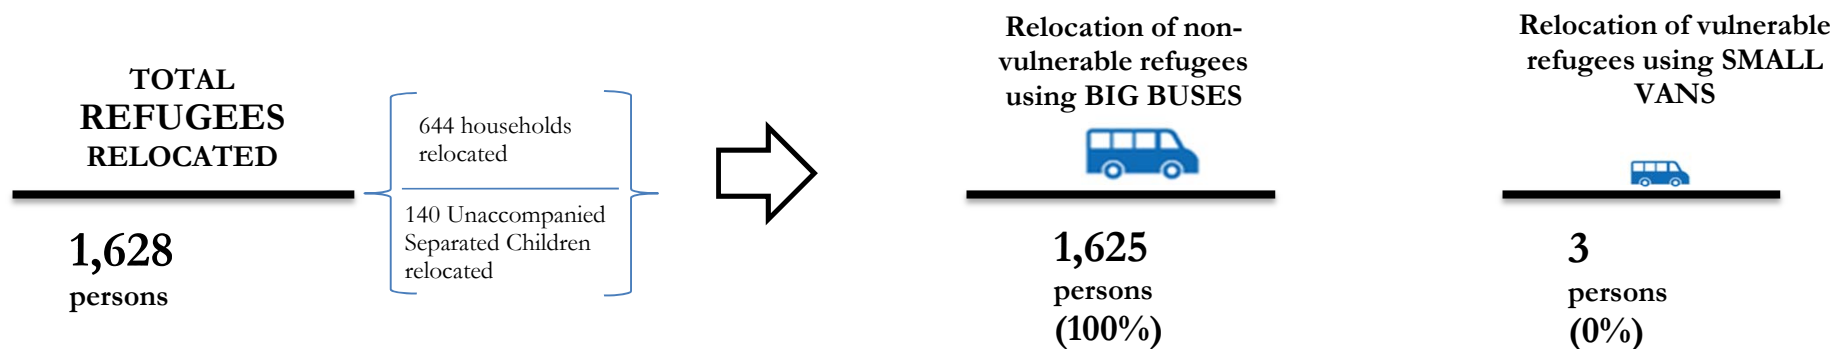 TOTAL
REFUGEES
RELOCATED
1,628
persons
644 households
relocated
140 Unaccompanied
Separated Children
relocated
Relocation of non-
vulnerable refugees
using BIG BUSES
1,625
persons
(100%)
Relocation of vulnerable
refugees using SMALL
VANS
3
persons
(0%)